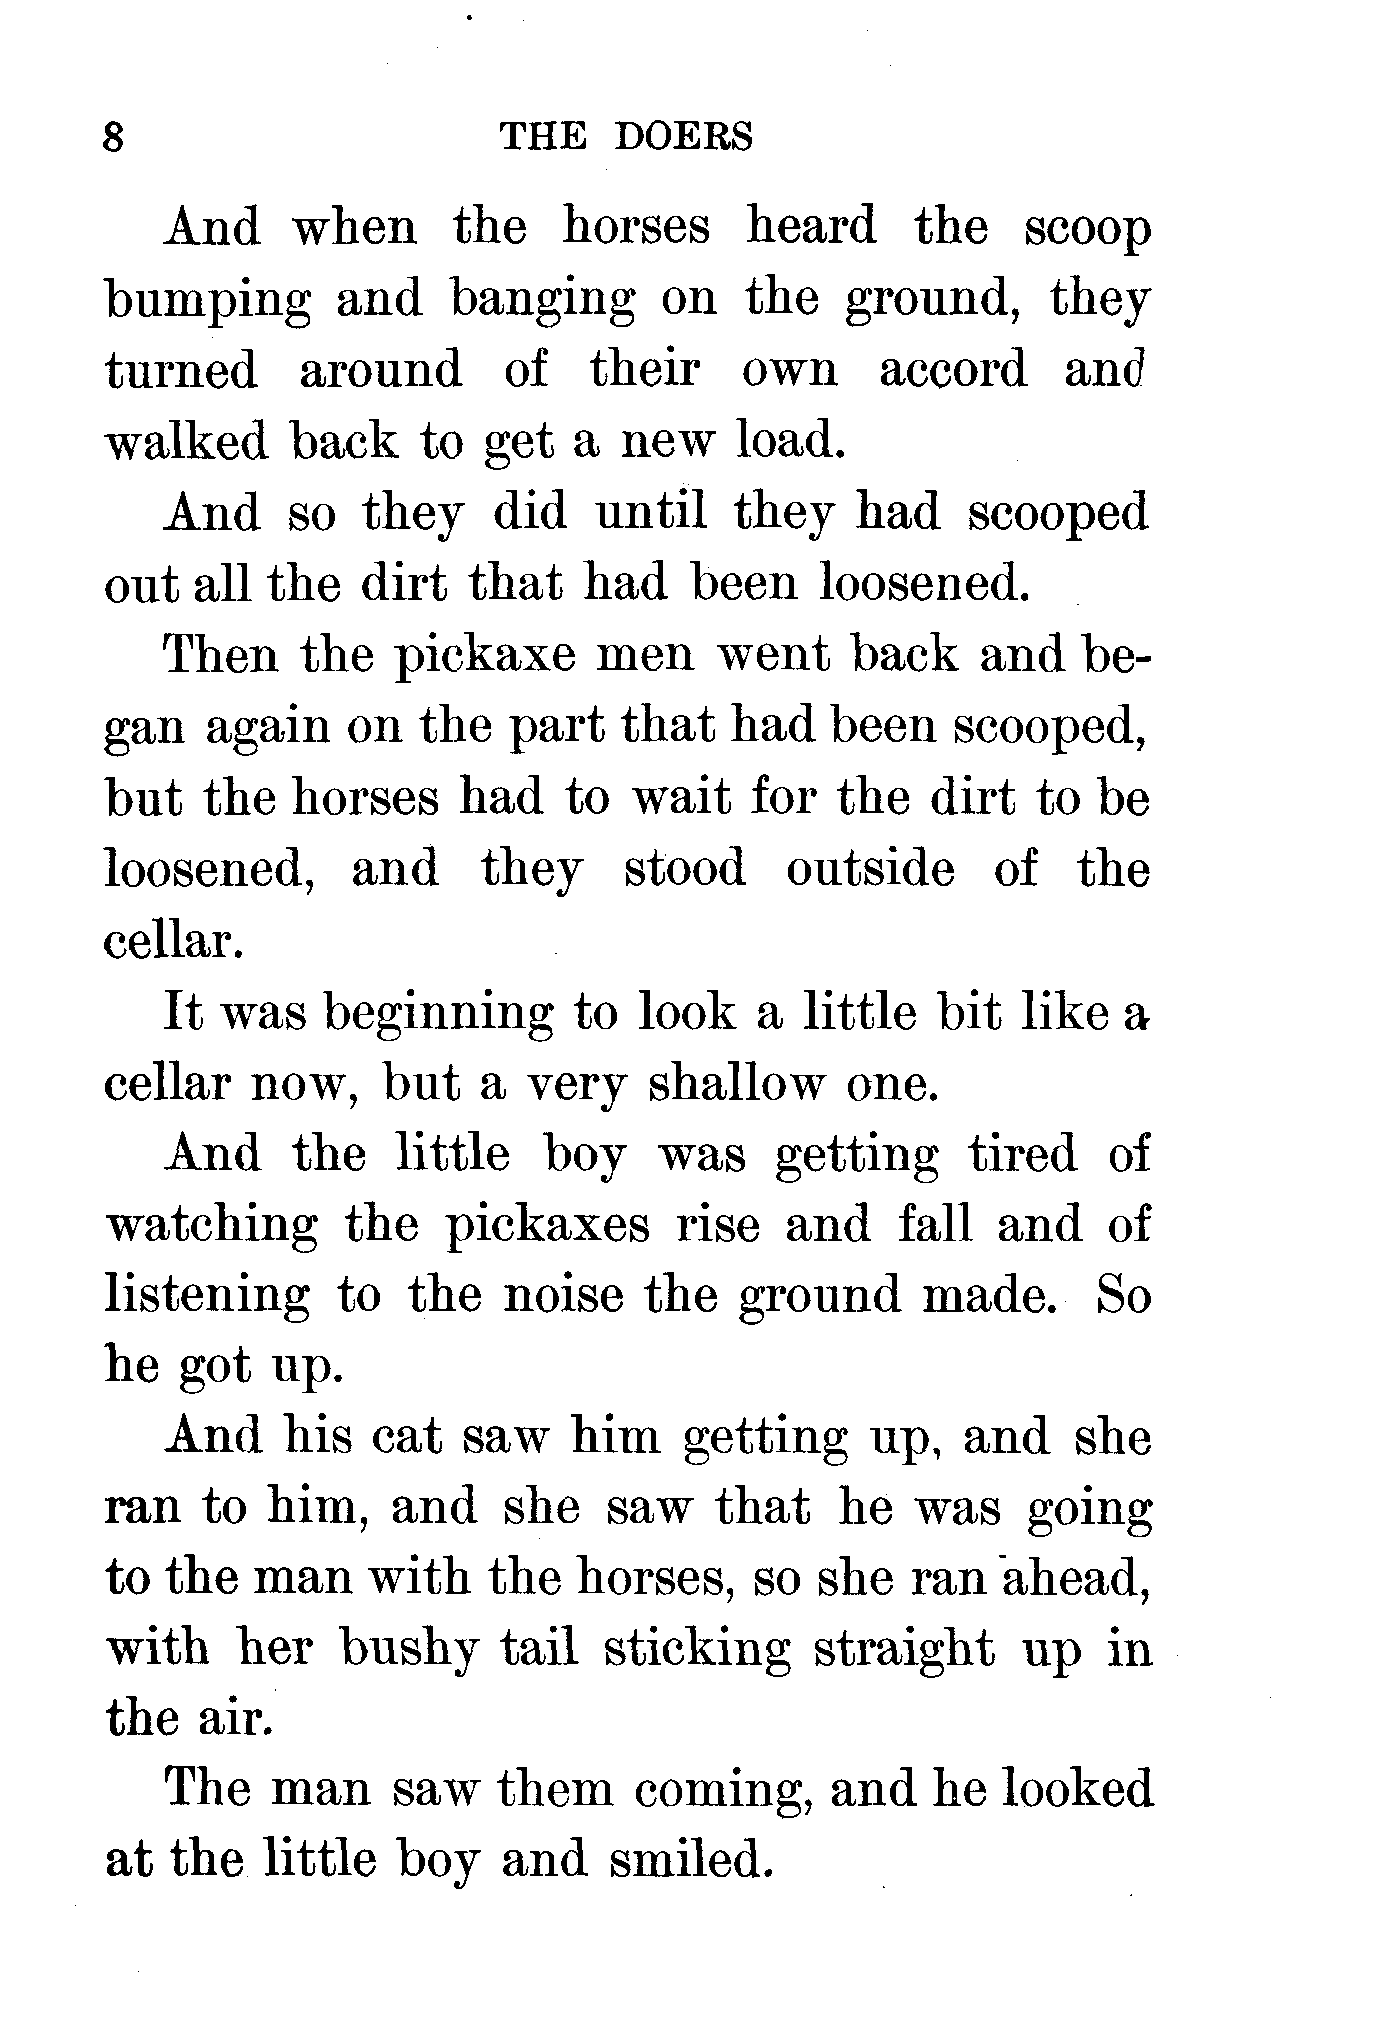 8 THE DOERS
And when the horses heard the scoop
bumping and banging on the ground, they
turned around of their own accord and
walked back to get a new load.
And so they did until they had scooped
out all the dirt that had been loosened.
Then the pickaxe men went back and be-
gan again on the part that had been scooped,
but the horses had to wait for the dirt to be
loosened, and they stood outside of the
cellar.
It was beginning to look a little bit like a
cellar now, but a very shallow one.
And the little boy was getting tired of
watching the pickaxes rise and fall and of
listening to the noise the ground made. So
he got up.
And his cat saw him getting up, and she
ran to him, and she saw that he was going
to the man with the horses, so she ran ahead,
with her bushy tail sticking straight up in
the air.
The man saw them coming, and he looked
at the little boy and smiled.